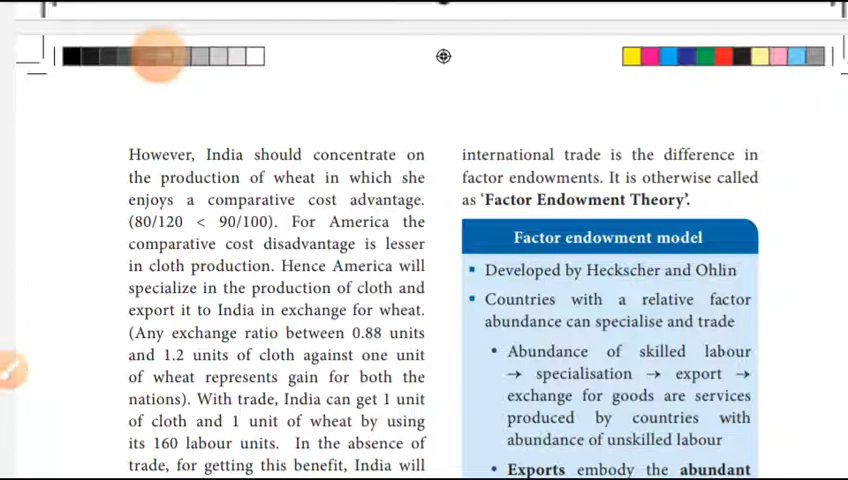 However, India should concentrate on
the production of wheat in which she
enjoys a comparative cost advantage.
(80/120 < 90/100). For America the
comparative cost disadvantage is lesser
in cloth production. Hence America will
specialize in the production of cloth and
export it to India in exchange for wheat.
(Any exchange ratio between 0.88 units
and 1.2 units of cloth against one unit
of wheat represents gain for both the
nations). With trade, India can get 1 unit
of cloth and 1 unit of wheat by using
its 160 labour units. In the absence of
trade, for getting this benefit, India will
international trade is the difference in
factor endowments. It is otherwise called
as ‘Factor Endowment Theory’.
Factor endowment model
▪ Developed by Heckscher and Ohlin
▪ Countries with a relative factor
abundance can specialise and trade
• Abundance of skilled labour
→ specialisation → export →
exchange for goods are services
produced by countries with
abundance of unskilled labour
• Exports embody the abundant